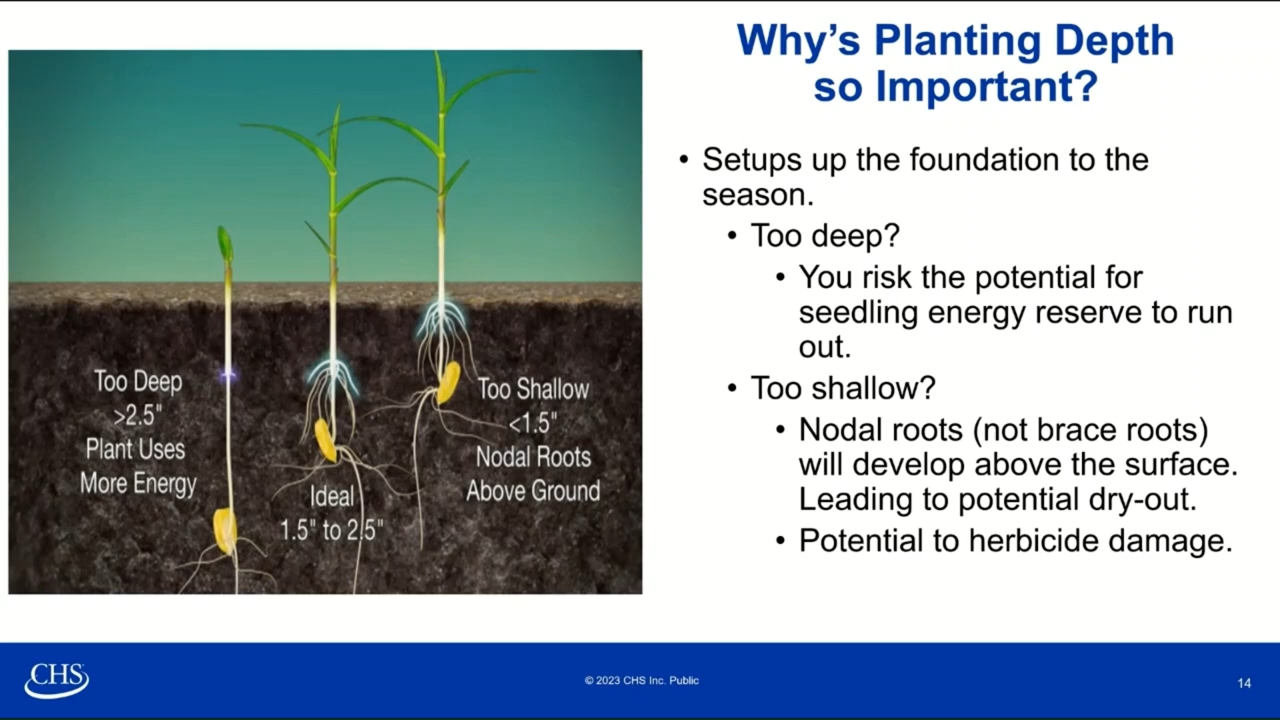 Why's Planting Depth
so Important?
• Setups up the foundation to the
season.
• Too deep?
• You risk the potential for
seedling energy reserve to run
out.
• Too shallow?
• Nodal roots (not brace roots)
will develop above the surface.
Leading to potential dry-out.
• Potential to herbicide damage.
Too Deep
>2.5"
Plant Uses
More Energy
Ideal
1.5" to 2.5"
Too Shallow
<1.5"
Nodal Roots
Above Ground
CHS
© 2023 CHS Inc. Public
14